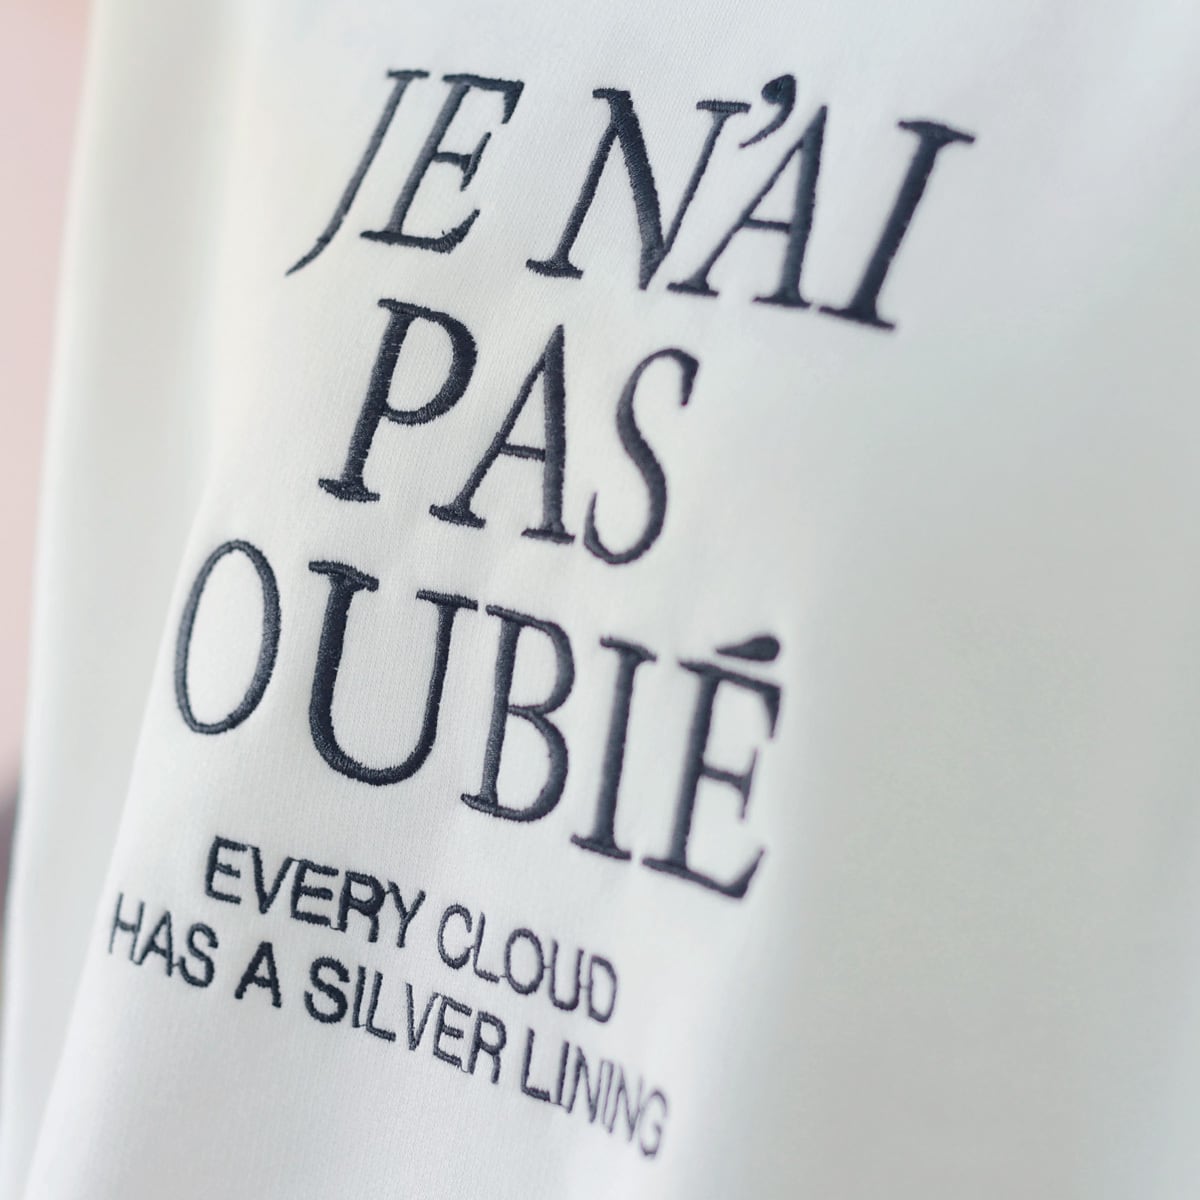 JE N'AI
PAS
OUBIÉ
EVERY CLOUD
HAS A SILVER LINING